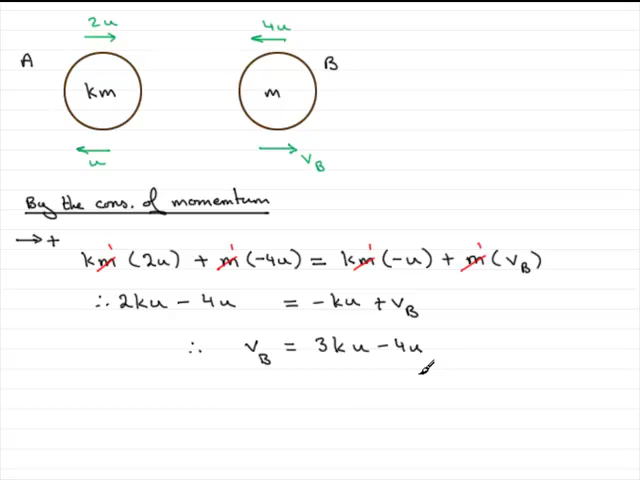 2u 4u
A km m B
u v_B
By the cons. of momentum
→+
km(2u) + m(-4u) = km(-u) + m(v_B)
∴ 2ku - 4u = -ku + v_B
∴ v_B = 3ku - 4u